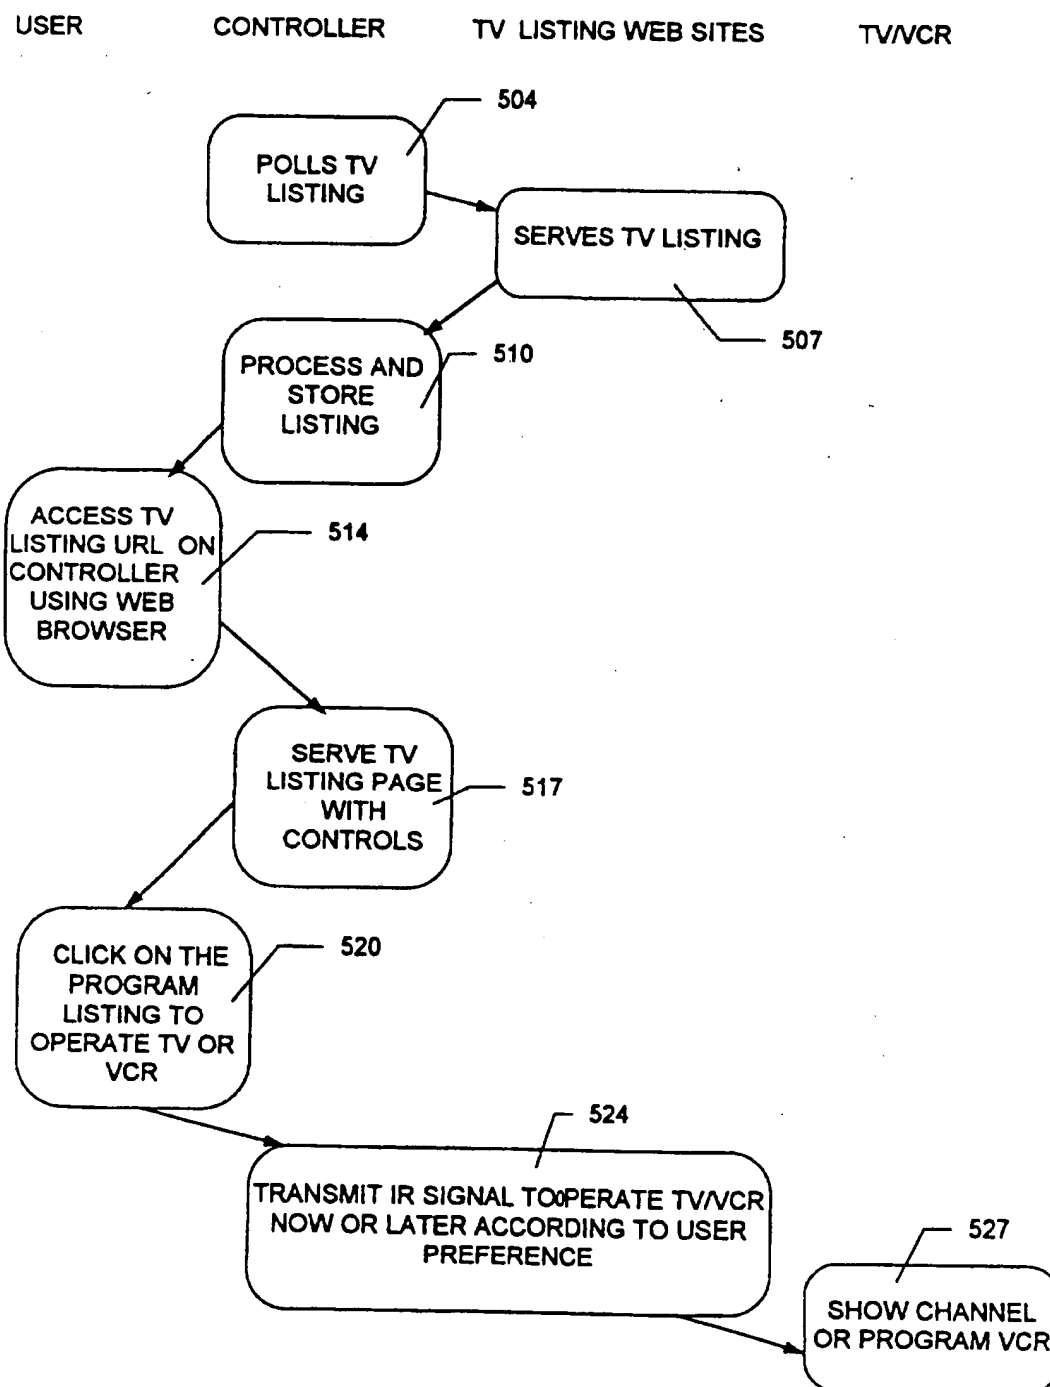 USER
CONTROLLER
TV LISTING WEB SITES
TV/VCR
504
POLLS TV
LISTING
SERVES TV LISTING
507
510
PROCESS AND
STORE
LISTING
ACCESS TV
LISTING URL ON
CONTROLLER
USING WEB
BROWSER
514
SERVE TV
LISTING PAGE
WITH
CONTROLS
517
CLICK ON THE
PROGRAM
LISTING TO
OPERATE TV OR
VCR
520
524
TRANSMIT IR SIGNAL TOOPERATE TV/VCR
NOW OR LATER ACCORDING TO USER
PREFERENCE
527
SHOW CHANNEL
OR PROGRAM VCR